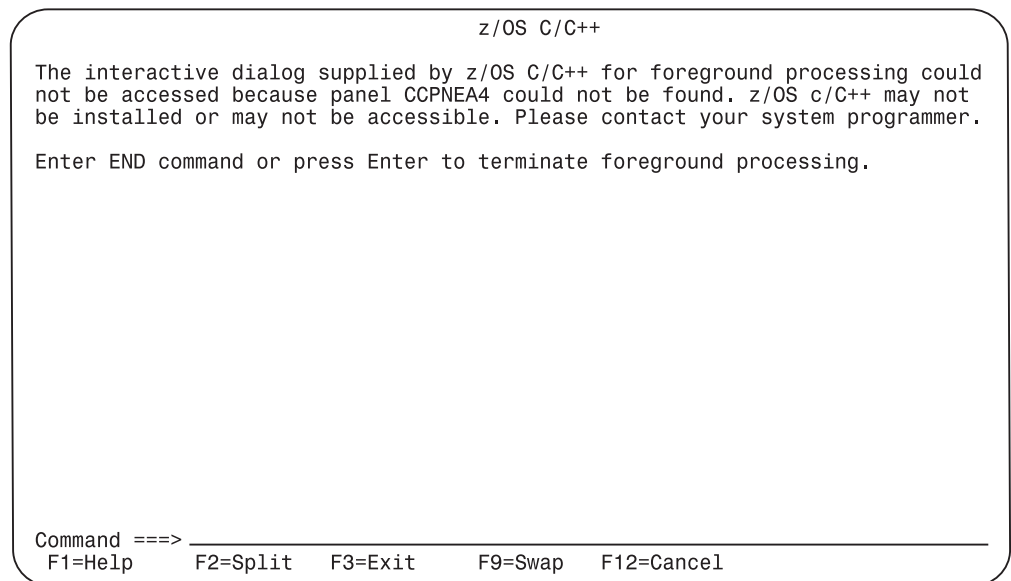 z/OS C/C++
The interactive dialog supplied by z/OS C/C++ for foreground processing could
not be accessed because panel CCPNEA4 could not be found. z/OS c/C++ may not
be installed or may not be accessible. Please contact your system programmer.
Enter END command or press Enter to terminate foreground processing.
Command ===>
F1=Help F2=Split F3=Exit F9=Swap F12=Cancel